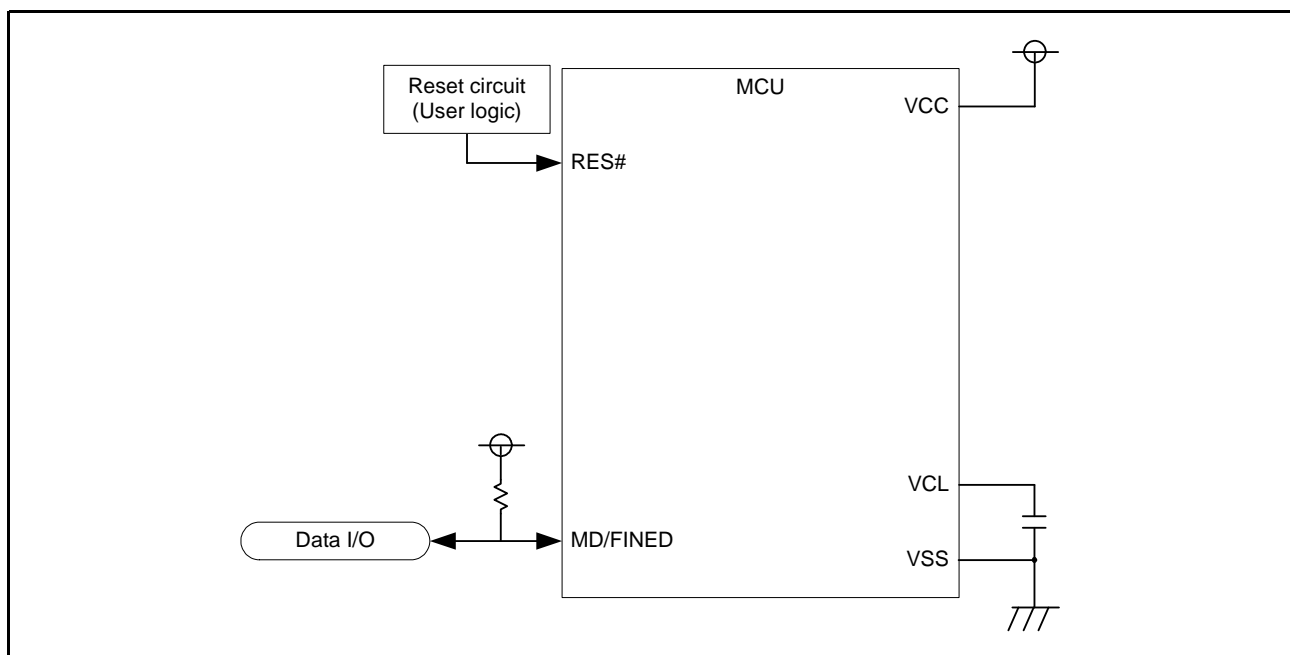 Reset circuit
(User logic)
MCU
VCC
RES#
VCL
Data I/O
MD/FINED
VSS